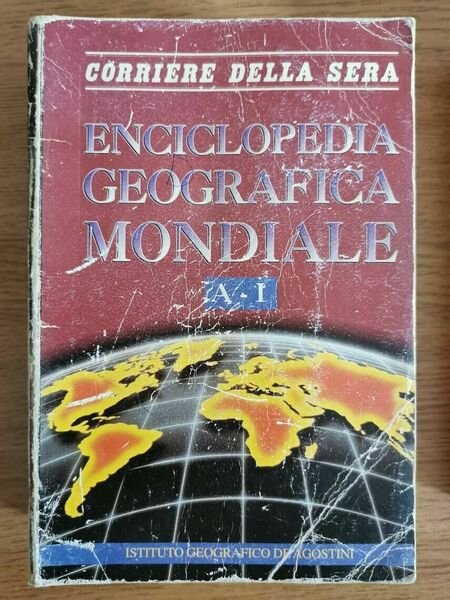 CORRIERE DELLA SERA
ENCICLOPEDIA
GEOGRAFICA
MONDIALE
A - I
ISTITUTO GEOGRAFICO DE AGOSTINI